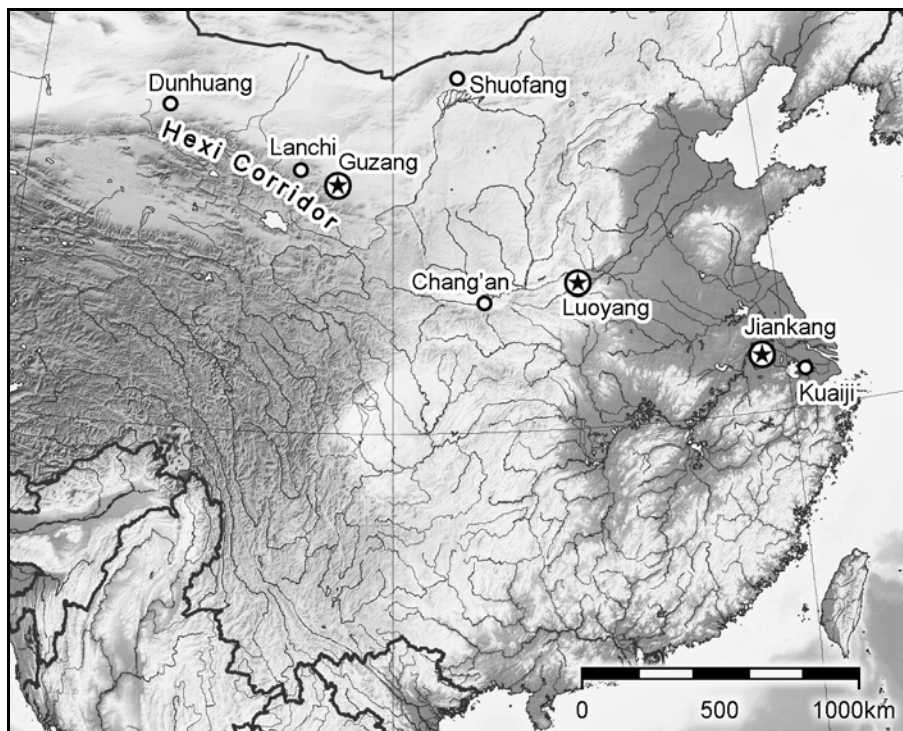 Dunhuang
Shuofang
Lanchi
Guzang
Hexi Corridor
Chang'an
Luoyang
Jiankang
Kuaiji
0 500 1000km